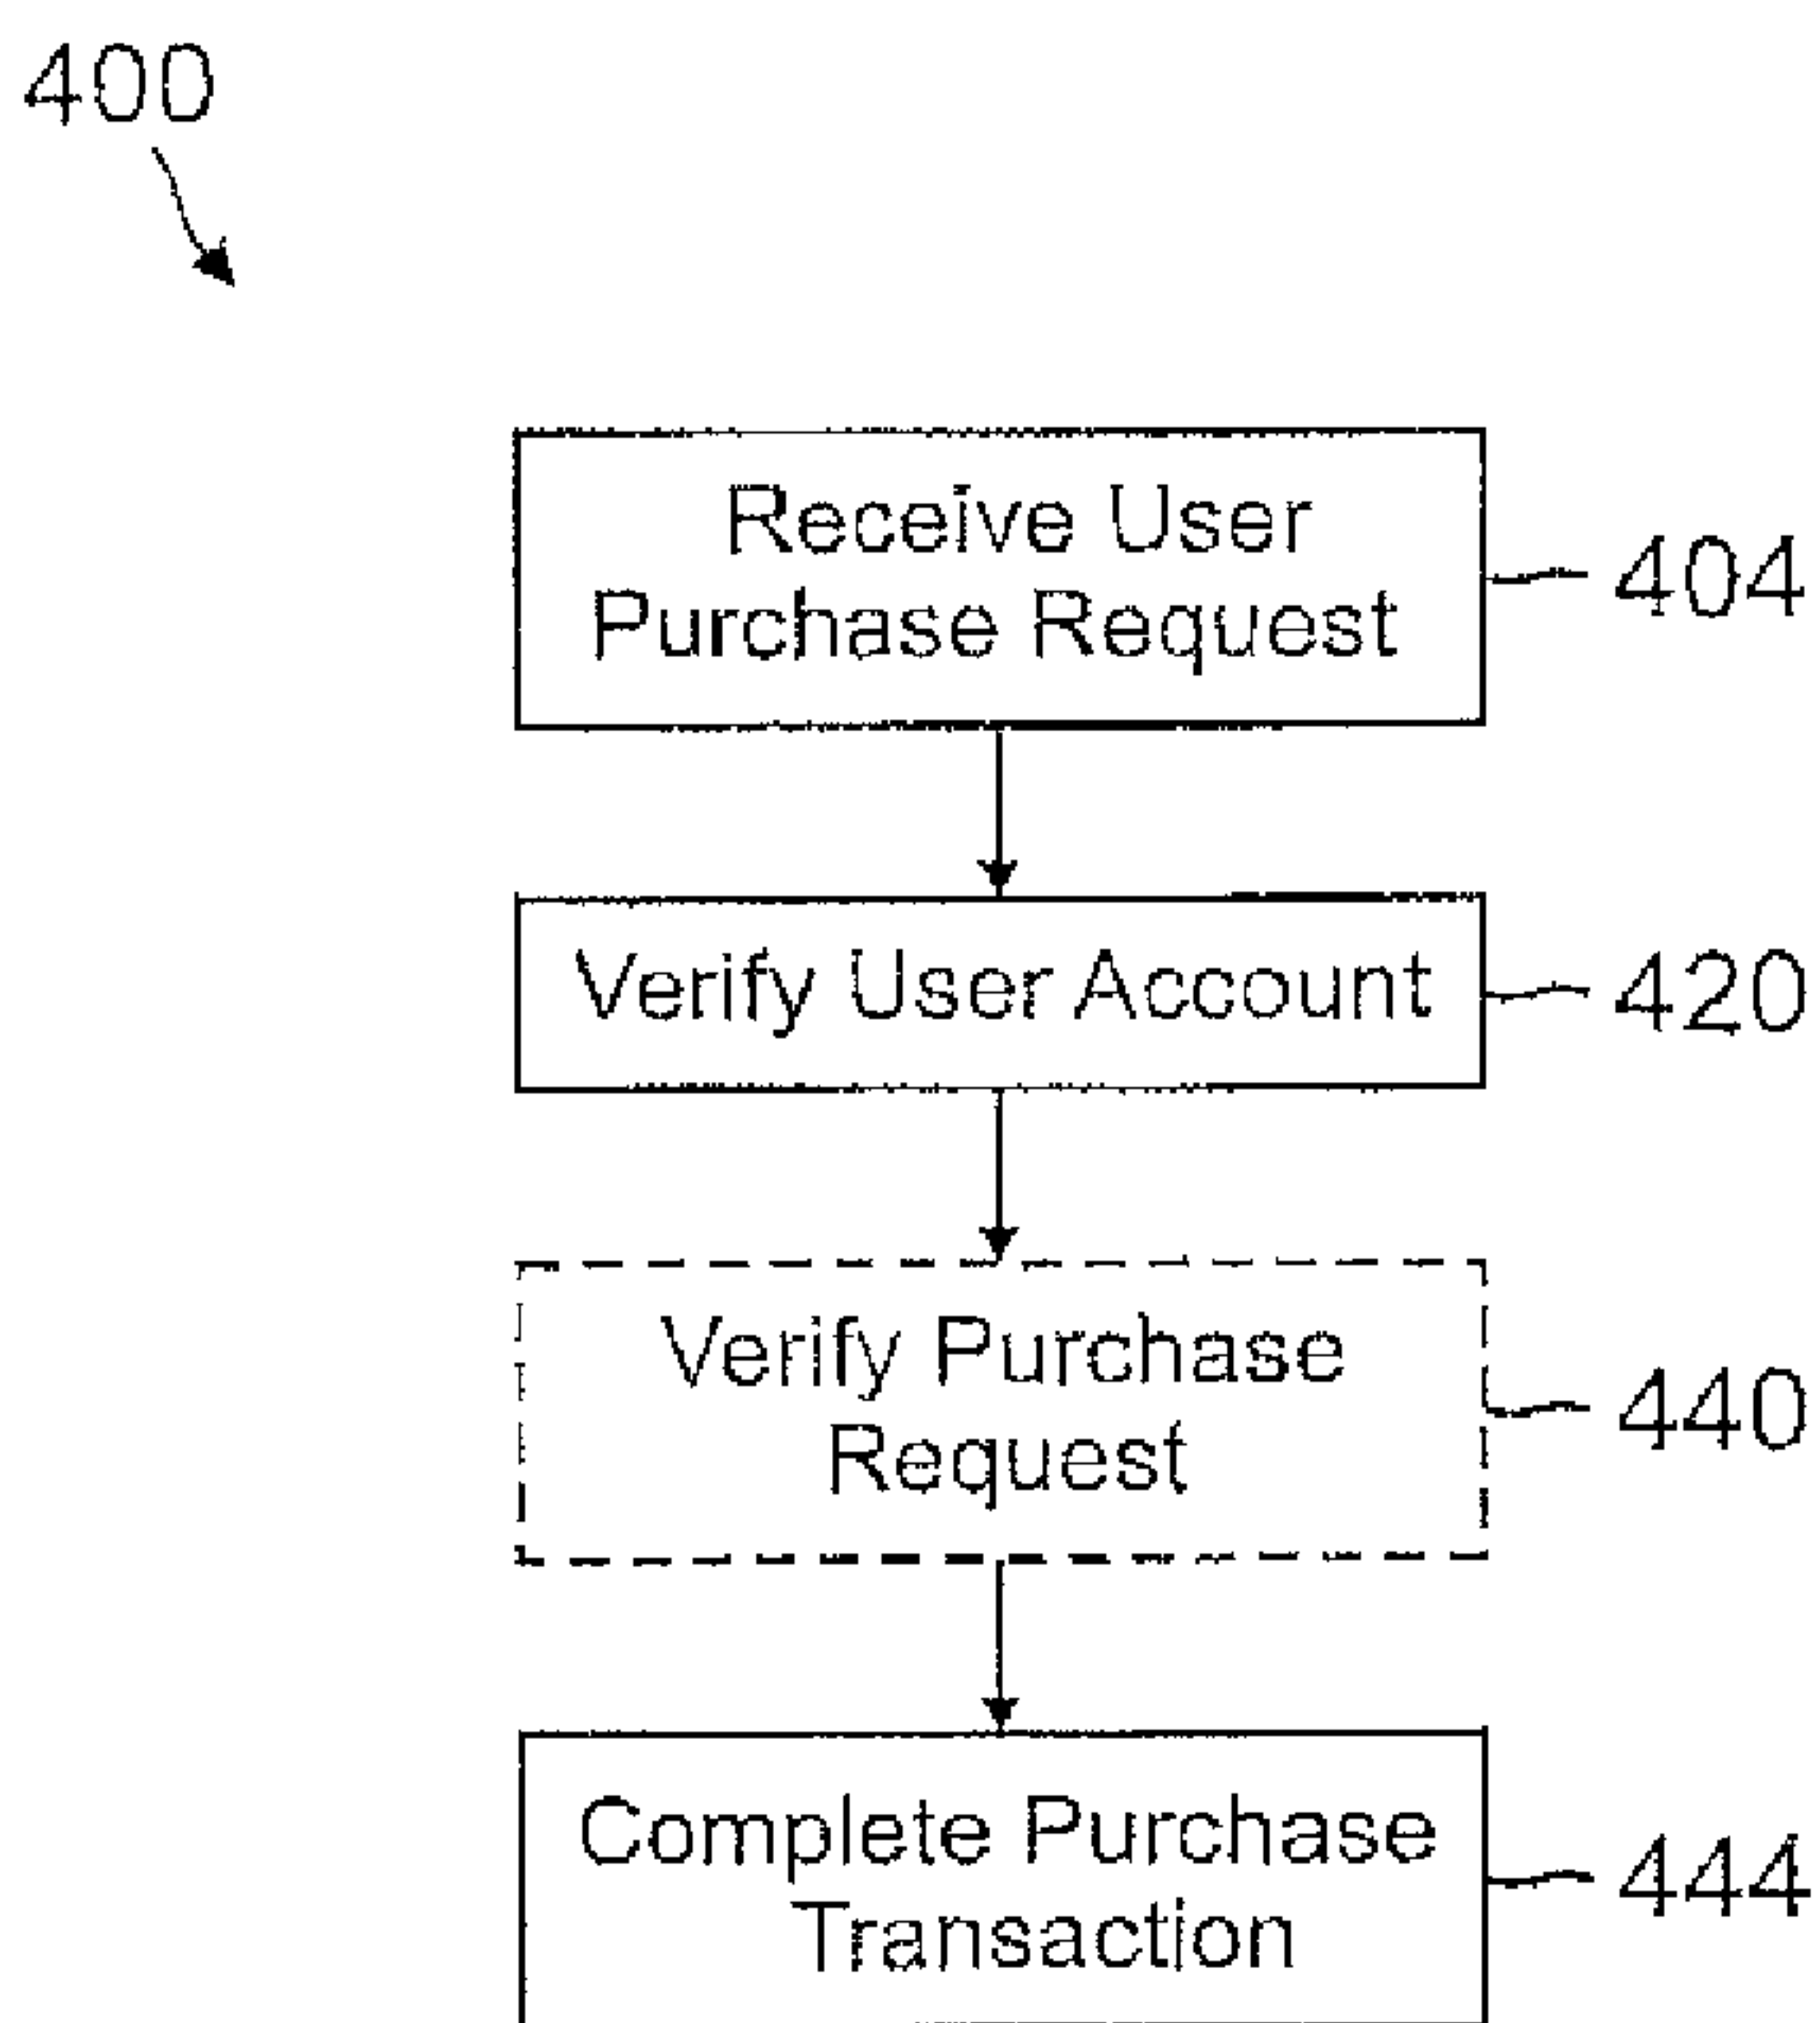 400
Receive User
Purchase Request
404
Verify User Account
420
Verify Purchase
Request
440
Complete Purchase
Transaction
444